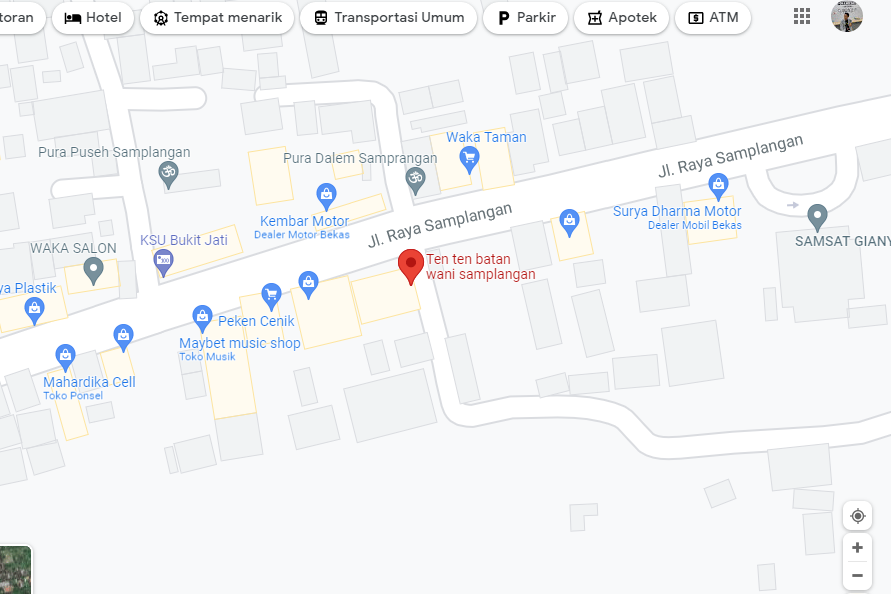 toran
Hotel
Tempat menarik
Transportasi Umum
Parkir
Apotek
ATM
Waka Taman
Jl. Raya Samplangan
Pura Puseh Samplangan
Pura Dalem Samprangan
Kembar Motor
Dealer Motor Bekas
Jl. Raya Samplangan
Surya Dharma Motor
Dealer Mobil Bekas
KSU Bukit Jati
WAKA SALON
SAMSAT GIANY
Ten ten batan
wani samplangan
ya Plastik
Peken Cenik
Maybet music shop
Toko Musik
Mahardika Cell
Toko Ponsel